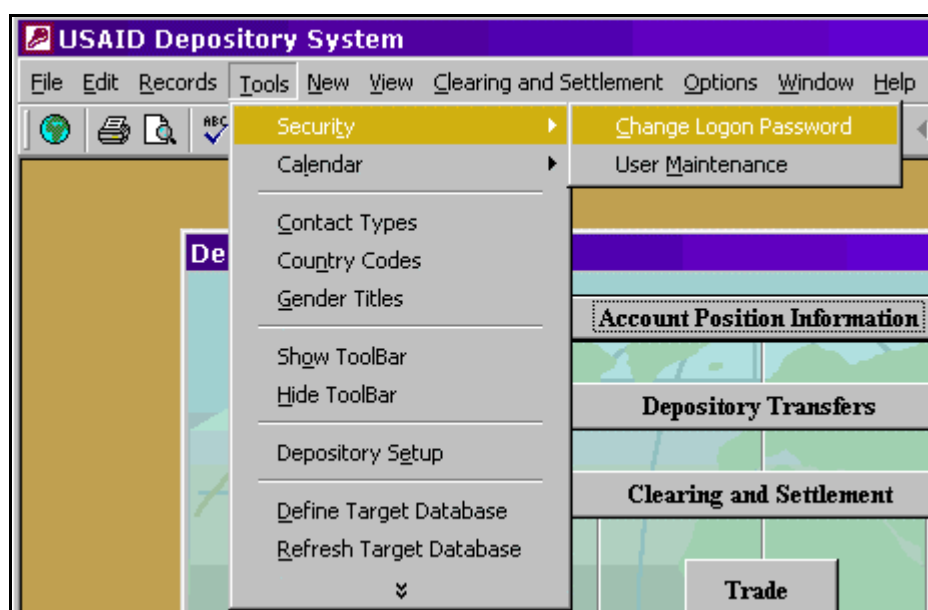 USAID Depository System
File Edit Records Tools New View Clearing and Settlement Options Window Help
ABC
Security
Change Logon Password
Calendar
User Maintenance
Contact Types
Country Codes
Gender Titles
Show ToolBar
Hide ToolBar
Depository Setup
Define Target Database
Refresh Target Database
De
Account Position Information
Depository Transfers
Clearing and Settlement
Trade